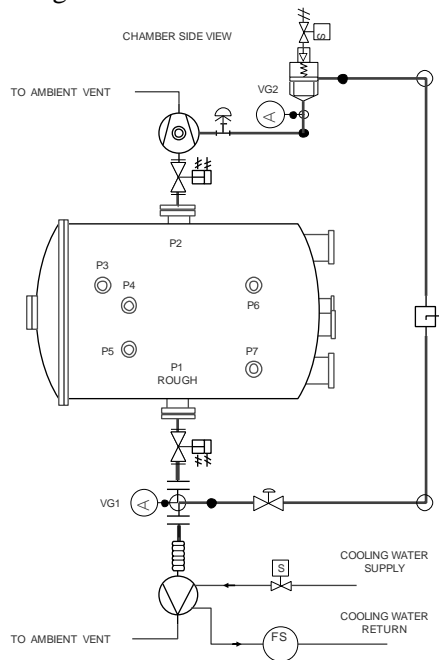 CHAMBER SIDE VIEW
S
VG2
TO AMBIENT VENT
A
P2
P3
P4
P6
P5
P1
ROUGH
P7
VG1
A
S
COOLING WATER
SUPPLY
FS
COOLING WATER
RETURN
TO AMBIENT VENT